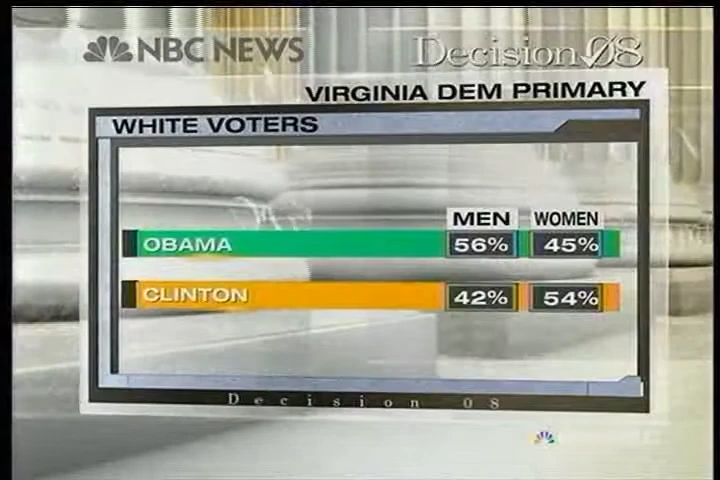 NBC NEWS
Decision 08
VIRGINIA DEM PRIMARY
WHITE VOTERS
MEN WOMEN
OBAMA 56% 45%
CLINTON 42% 54%
Decision 08